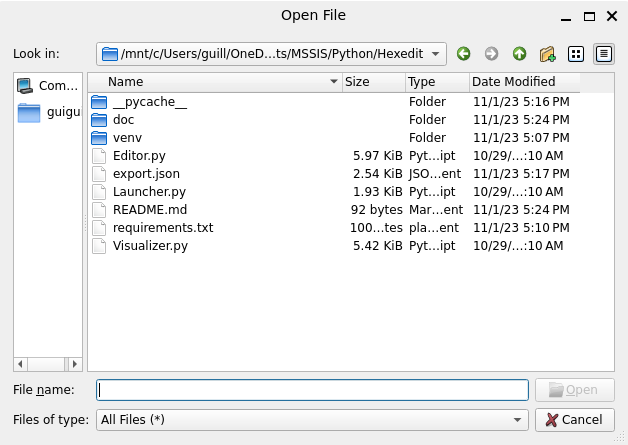 Open File
Look in: /mnt/c/Users/guill/OneD...ts/MSSIS/Python/Hexedit
Com...
guigu
Name Size Type Date Modified
__pycache__ Folder 11/1/23 5:16 PM
doc Folder 11/1/23 5:24 PM
venv Folder 11/1/23 5:07 PM
Editor.py 5.97 KiB Pyt...ipt 10/29/...:10 AM
export.json 2.54 KiB JSO...ent 11/1/23 5:17 PM
Launcher.py 1.93 KiB Pyt...ipt 10/29/...:10 AM
README.md 92 bytes Mar...ent 11/1/23 5:24 PM
requirements.txt 100...tes pla...ent 11/1/23 5:10 PM
Visualizer.py 5.42 KiB Pyt...ipt 10/29/...:10 AM
File name: Open
Files of type: All Files (*) Cancel